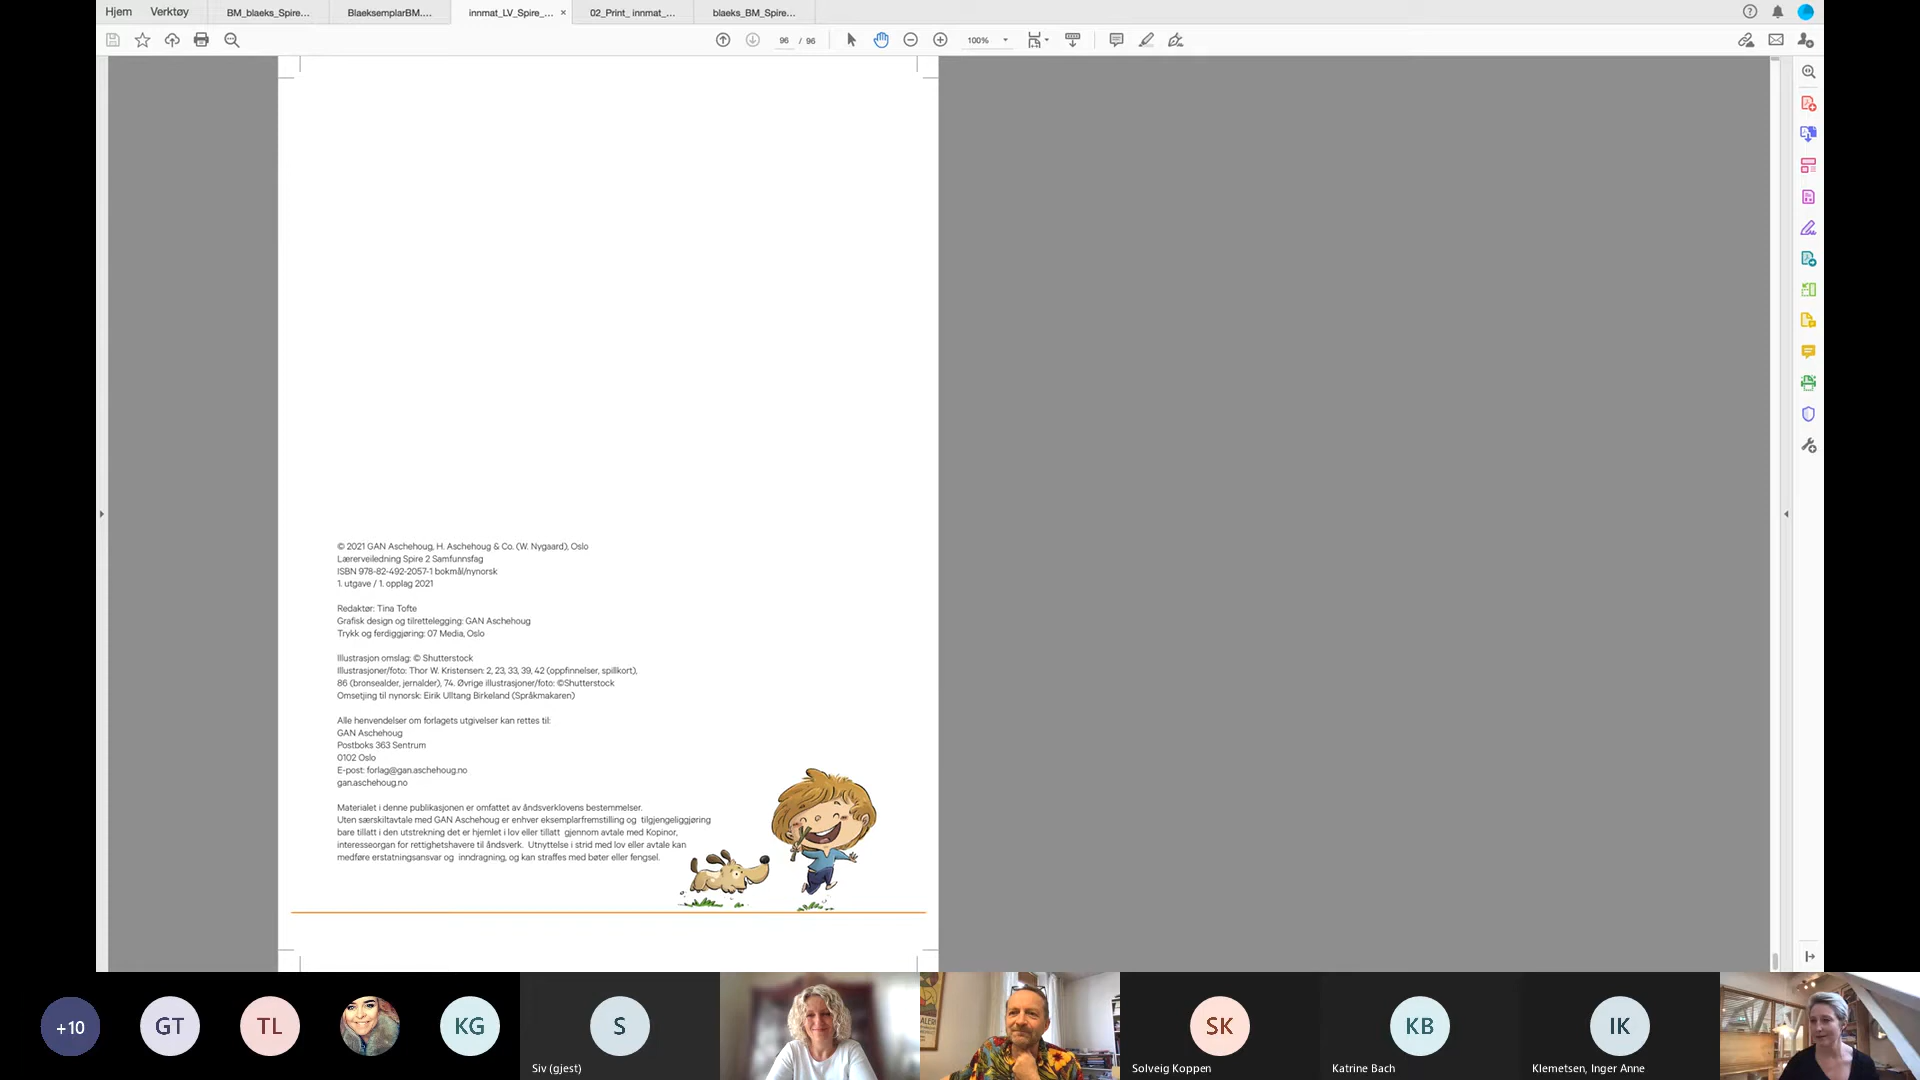 Hjem Verktøy BM_blaeks_Spire... BlaeksemplarBM.... innmat_LV_Spire_... × 02_Print_ innmat_... blaeks_BM_Spire...
96 / 96 100%
© 2021 GAN Aschehoug, H. Aschehoug & Co. (W. Nygaard), Oslo
Lærerveiledning Spire 2 Samfunnsfag
ISBN 978-82-492-2057-1 bokmål/nynorsk
1. utgave / 1. opplag 2021
Redaktør: Tina Tofte
Grafisk design og tilrettelegging: GAN Aschehoug
Trykk og ferdiggjøring: 07 Media, Oslo
Illustrasjon omslag: © Shutterstock
Illustrasjoner/foto: Thor W. Kristensen: 2, 23, 33, 39, 42 (oppfinnelser, spillkort),
86 (bronsealder, jernalder), 74. Øvrige illustrasjoner/foto: ©Shutterstock
Omsetjing til nynorsk: Eirik Ulltang Birkeland (Språkmakaren)
Alle henvendelser om forlagets utgivelser kan rettes til:
GAN Aschehoug
Postboks 363 Sentrum
0102 Oslo
E-post: forlag@gan.aschehoug.no
gan.aschehoug.no
Materialet i denne publikasjonen er omfattet av åndsverklovens bestemmelser.
Uten særskiltavtale med GAN Aschehoug er enhver eksemplarfremstilling og tilgjengeliggjøring
bare tillatt i den utstrekning det er hjemlet i lov eller tillatt gjennom avtale med Kopinor,
interesseorgan for rettighetshavere til åndsverk. Utnyttelse i strid med lov eller avtale kan
medføre erstatningsansvar og inndragning, og kan straffes med bøter eller fengsel.
+10 GT TL KG S SK KB IK
Siv (gjest) Solveig Koppen Katrine Bach Klemetsen, Inger Anne